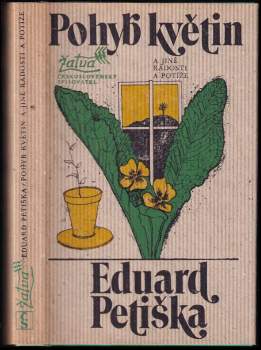 Pohyb květin
žatva
ČESKOSLOVENSKÝ
SPISOVATEL
A JINÉ
RADOSTI
A POTÍŽE
Eduard
Petiška
žatva EDUARD PETIŠKA / POHYB KVĚTIN A JINÉ RADOSTI A POTÍŽE